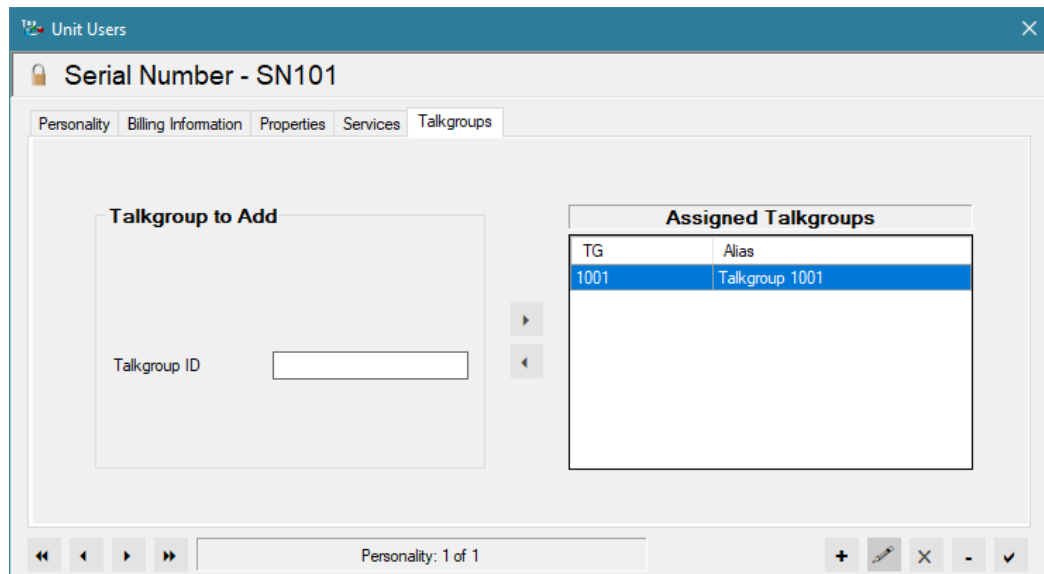 Unit Users
Serial Number - SN101
Personality Billing Information Properties Services Talkgroups
Talkgroup to Add
Assigned Talkgroups
TG Alias
1001 Talkgroup 1001
Talkgroup ID
Personality: 1 of 1